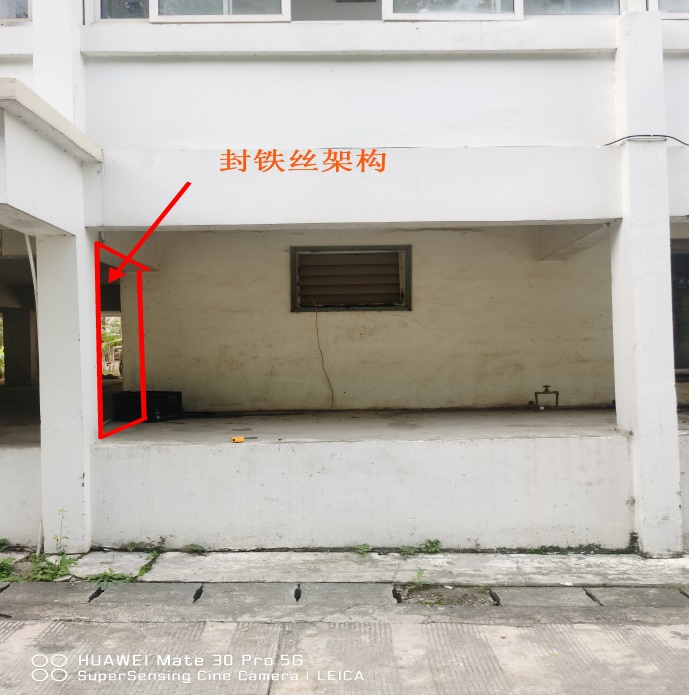 封铁丝架构
HUAWEI Mate 30 Pro 5G
SuperSensing Cine Camera | LEICA